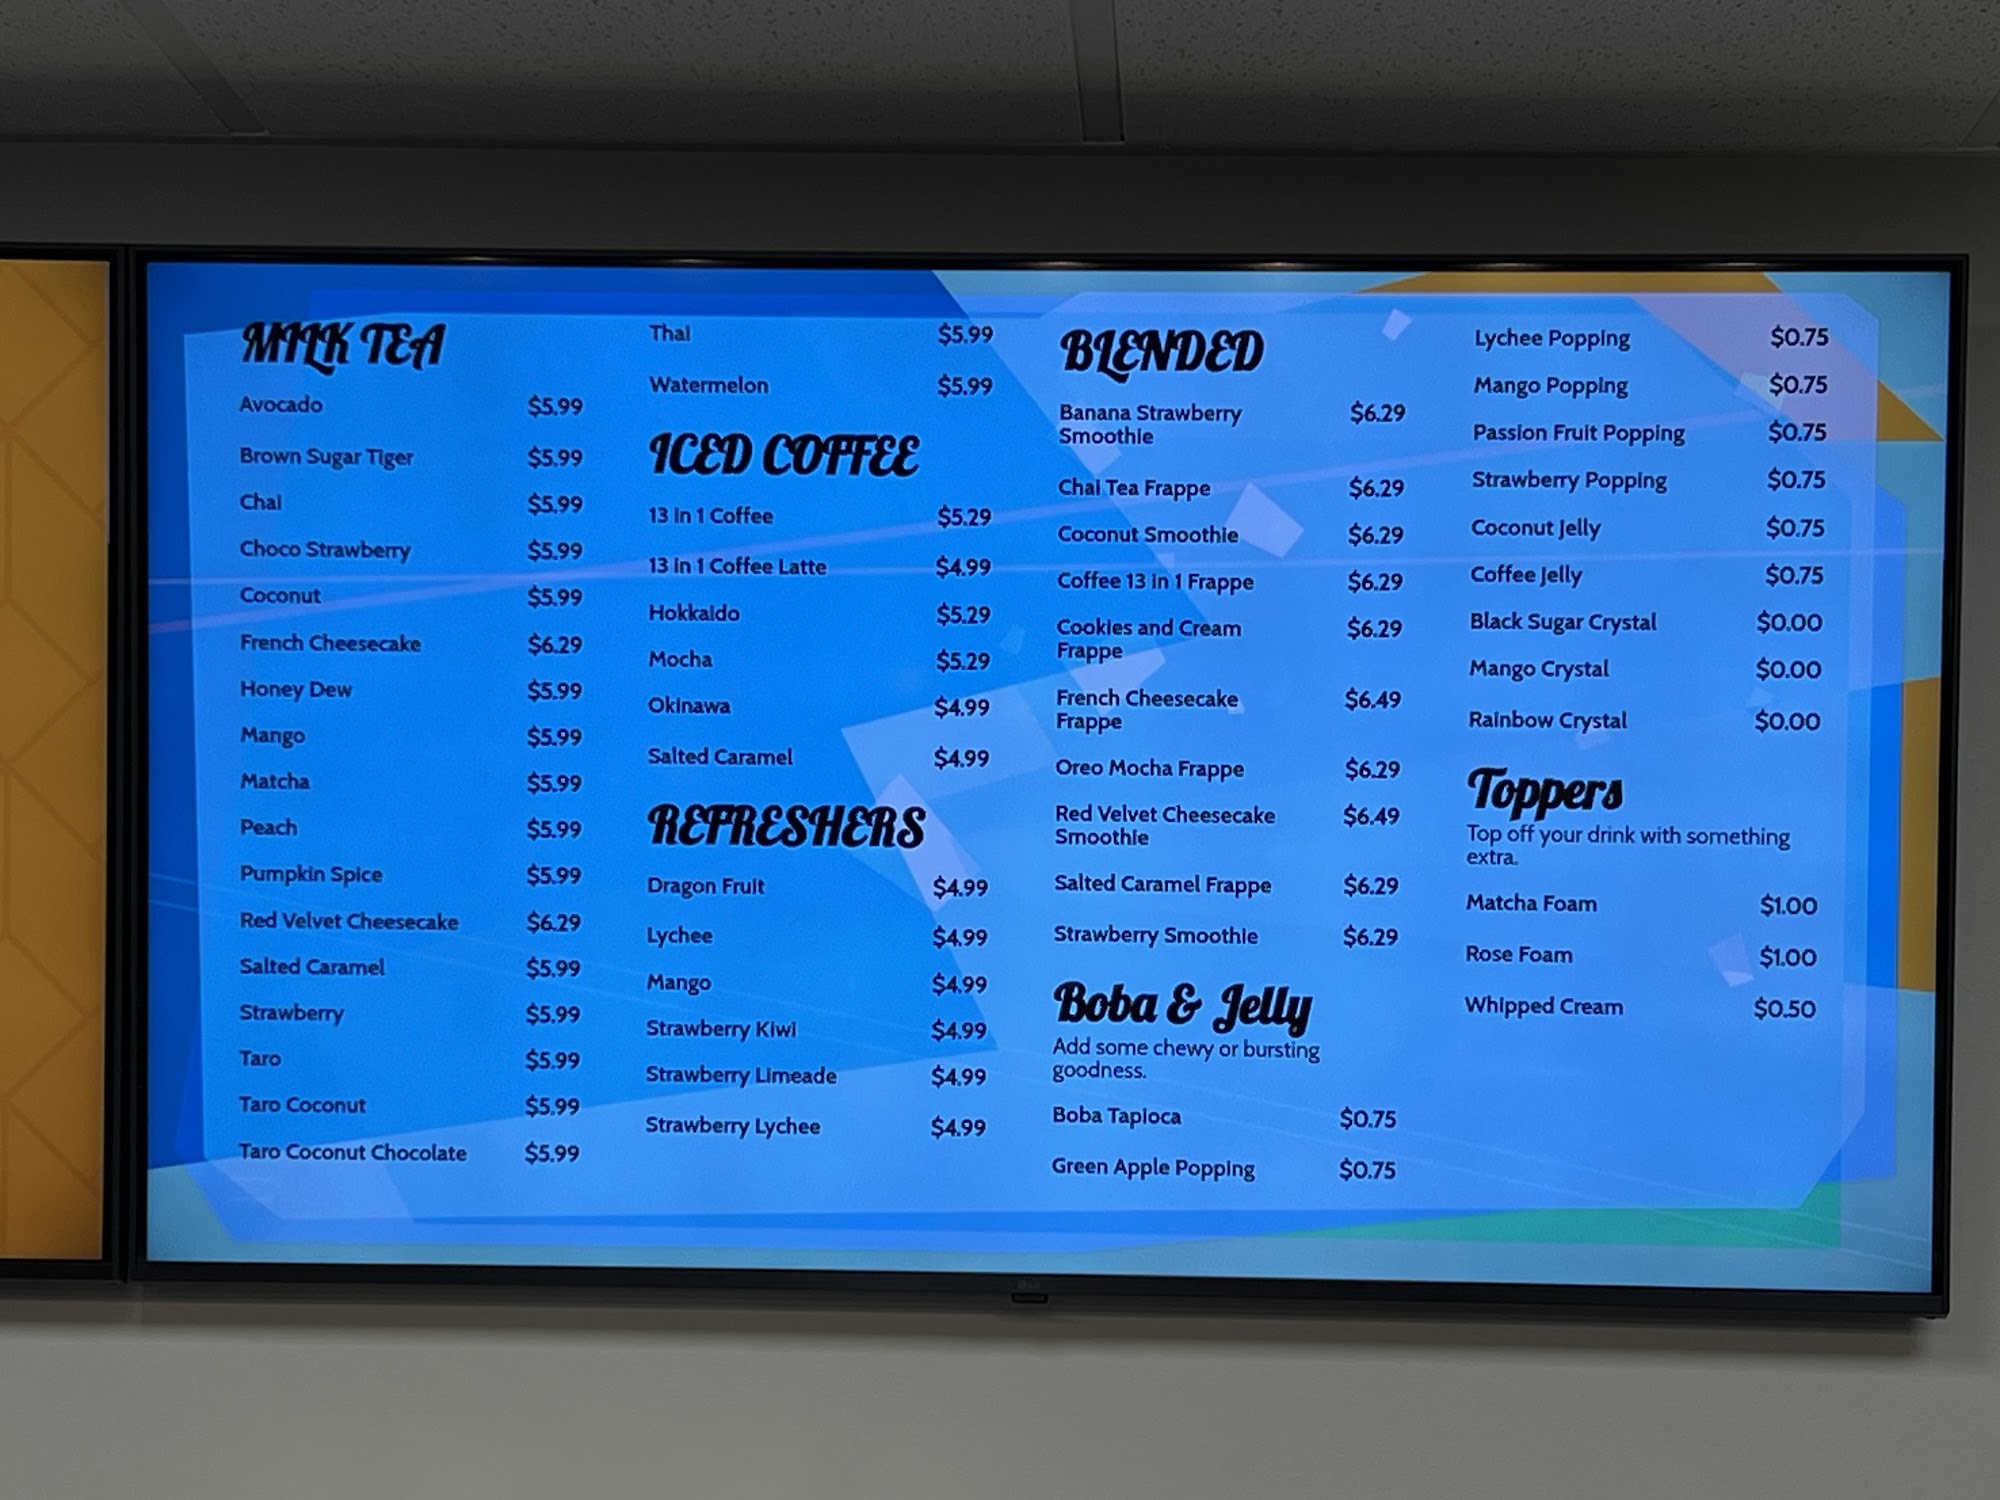 MILK TEA
Avocado $5.99
Brown Sugar Tiger $5.99
Chai $5.99
Choco Strawberry $5.99
Coconut $5.99
French Cheesecake $6.29
Honey Dew $5.99
Mango $5.99
Matcha $5.99
Peach $5.99
Pumpkin Spice $5.99
Red Velvet Cheesecake $6.29
Salted Caramel $5.99
Strawberry $5.99
Taro $5.99
Taro Coconut $5.99
Taro Coconut Chocolate $5.99
Thai $5.99
Watermelon $5.99
ICED COFFEE
13 in 1 Coffee $5.29
13 in 1 Coffee Latte $4.99
Hokkaido $5.29
Mocha $5.29
Okinawa $4.99
Salted Caramel $4.99
REFRESHERS
Dragon Fruit $4.99
Lychee $4.99
Mango $4.99
Strawberry Kiwi $4.99
Strawberry Limeade $4.99
Strawberry Lychee $4.99
BLENDED
Banana Strawberry $6.29
Smoothie
Chai Tea Frappe $6.29
Coconut Smoothie $6.29
Coffee 13 in 1 Frappe $6.29
Cookies and Cream $6.29
Frappe
French Cheesecake $6.49
Frappe
Oreo Mocha Frappe $6.29
Red Velvet Cheesecake $6.49
Smoothie
Salted Caramel Frappe $6.29
Strawberry Smoothie $6.29
Boba & Jelly
Add some chewy or bursting
goodness.
Boba Tapioca $0.75
Green Apple Popping $0.75
Lychee Popping $0.75
Mango Popping $0.75
Passion Fruit Popping $0.75
Strawberry Popping $0.75
Coconut Jelly $0.75
Coffee Jelly $0.75
Black Sugar Crystal $0.00
Mango Crystal $0.00
Rainbow Crystal $0.00
Toppers
Top off your drink with something
extra.
Matcha Foam $1.00
Rose Foam $1.00
Whipped Cream $0.50